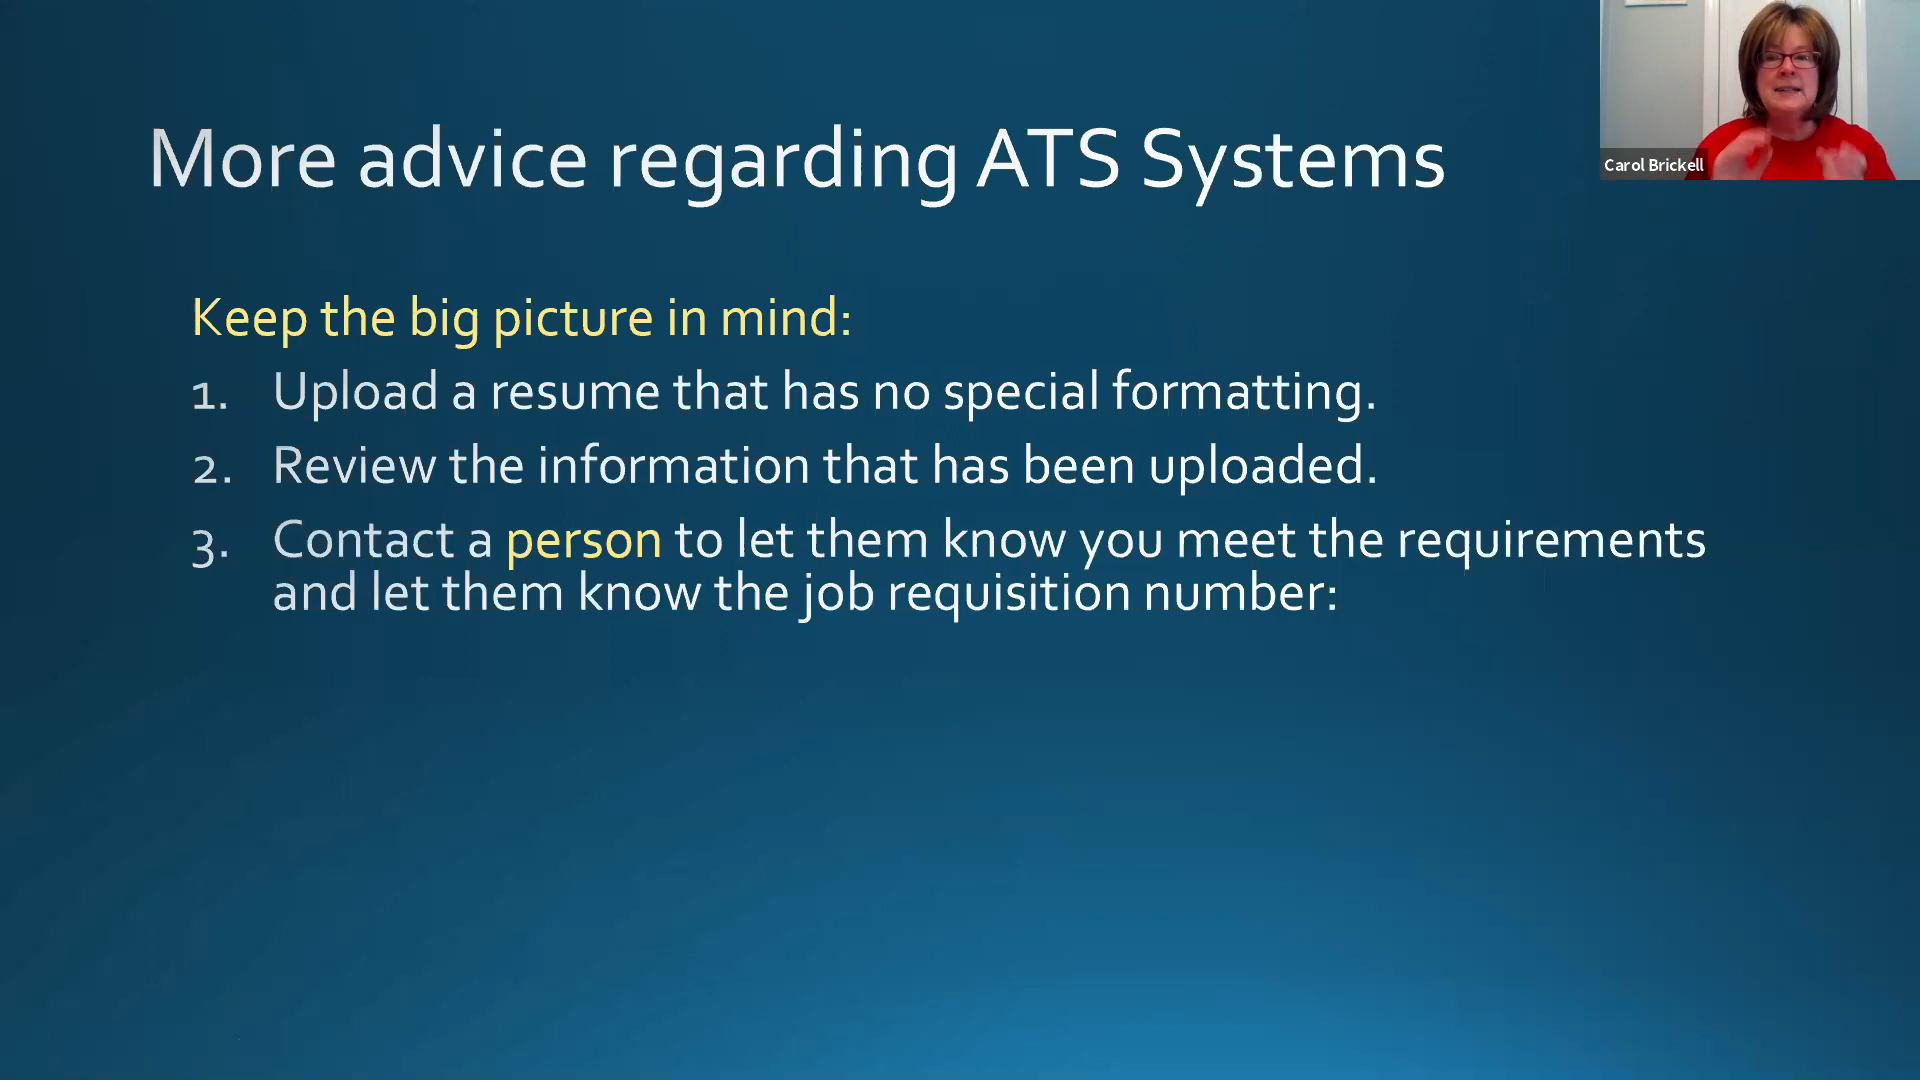 More advice regarding ATS Systems
Carol Brickell
Keep the big picture in mind:
1. Upload a resume that has no special formatting.
2. Review the information that has been uploaded.
3. Contact a person to let them know you meet the requirements
and let them know the job requisition number: